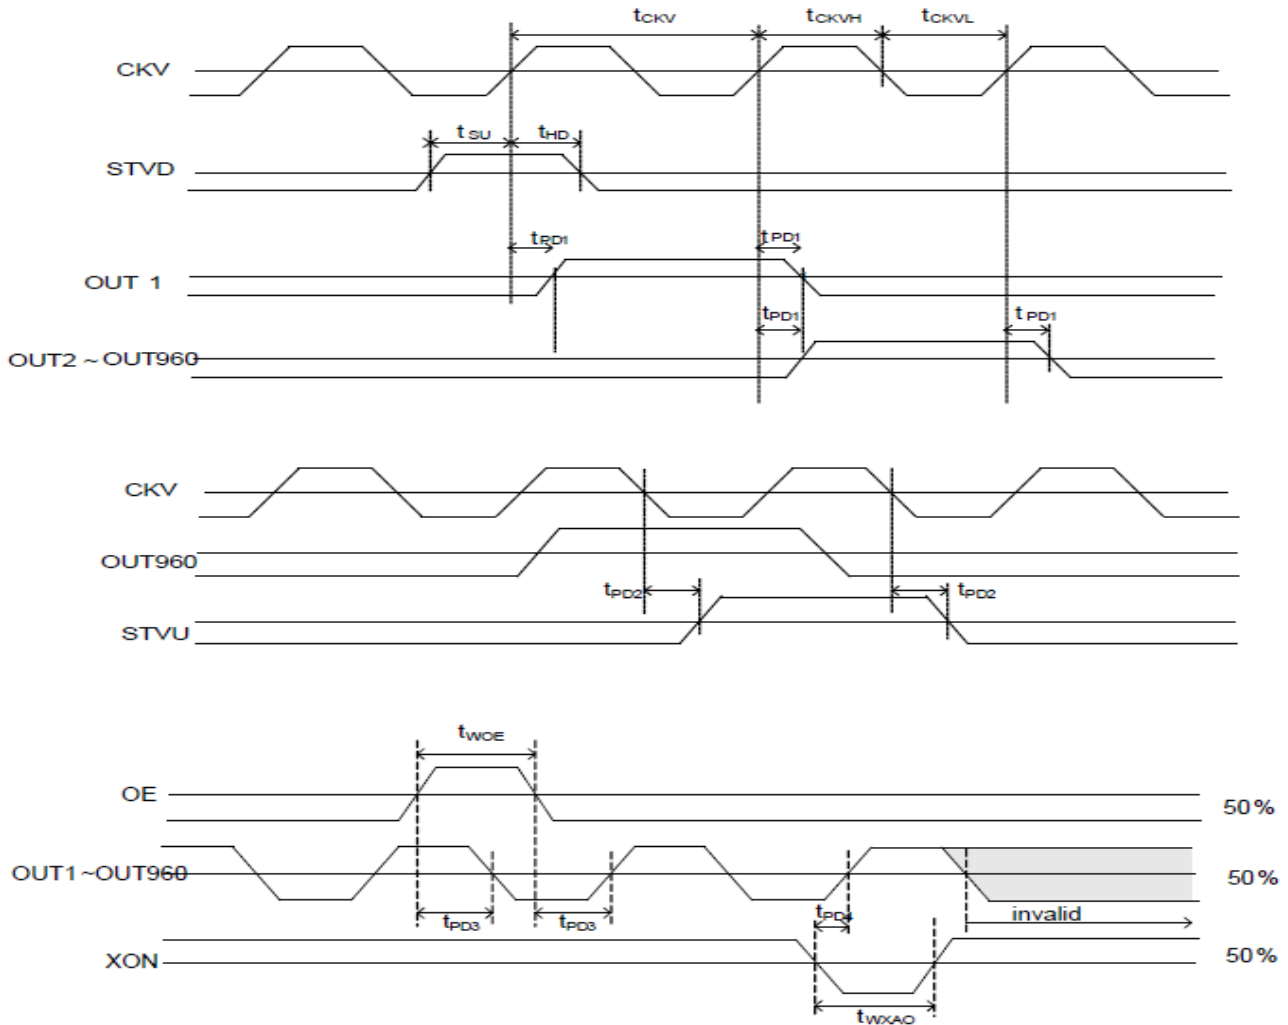 tCKV tCKVH tCKVL
CKV
tSU tHD
STVD
tPD1 tPD1
OUT 1
tPD1 tPD1
OUT2 ~ OUT960
CKV
OUT960
tPD2 tPD2
STVU
tWOE
OE 50%
OUT1~OUT960 50%
tPD3 tPD3 tPD4 invalid
XON 50%
tWXAO